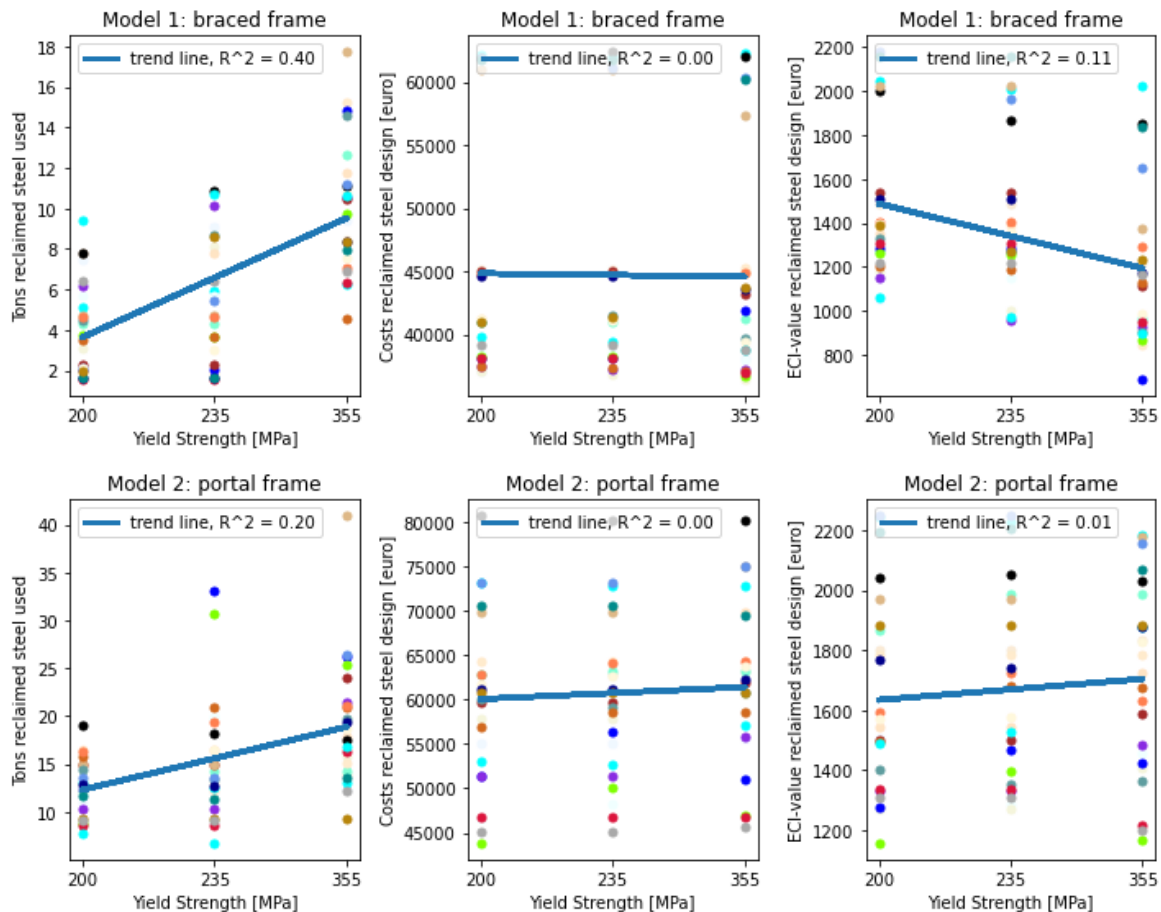 Model 1: braced frame
trend line, R^2 = 0.40
18
16
14
12
10
8
6
4
2
Tons reclaimed steel used
200
235
355
Yield Strength [MPa]
Model 1: braced frame
trend line, R^2 = 0.00
60000
55000
50000
45000
40000
Costs reclaimed steel design [euro]
200
235
355
Yield Strength [MPa]
Model 1: braced frame
trend line, R^2 = 0.11
2200
2000
1800
1600
1400
1200
1000
800
ECI-value reclaimed steel design [euro]
200
235
355
Yield Strength [MPa]
Model 2: portal frame
trend line, R^2 = 0.20
40
35
30
25
20
15
10
Tons reclaimed steel used
200
235
355
Yield Strength [MPa]
Model 2: portal frame
trend line, R^2 = 0.00
80000
75000
70000
65000
60000
55000
50000
45000
Costs reclaimed steel design [euro]
200
235
355
Yield Strength [MPa]
Model 2: portal frame
trend line, R^2 = 0.01
2200
2000
1800
1600
1400
1200
ECI-value reclaimed steel design [euro]
200
235
355
Yield Strength [MPa]